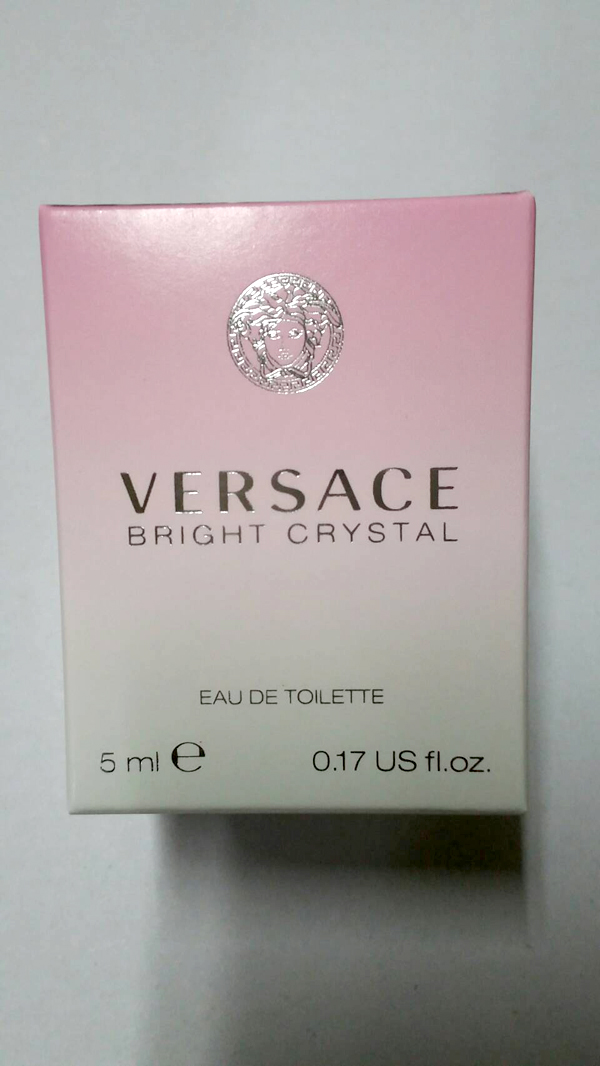 VERSACE
BRIGHT CRYSTAL
EAU DE TOILETTE
5 ml ℮ 0.17 US fl.oz.